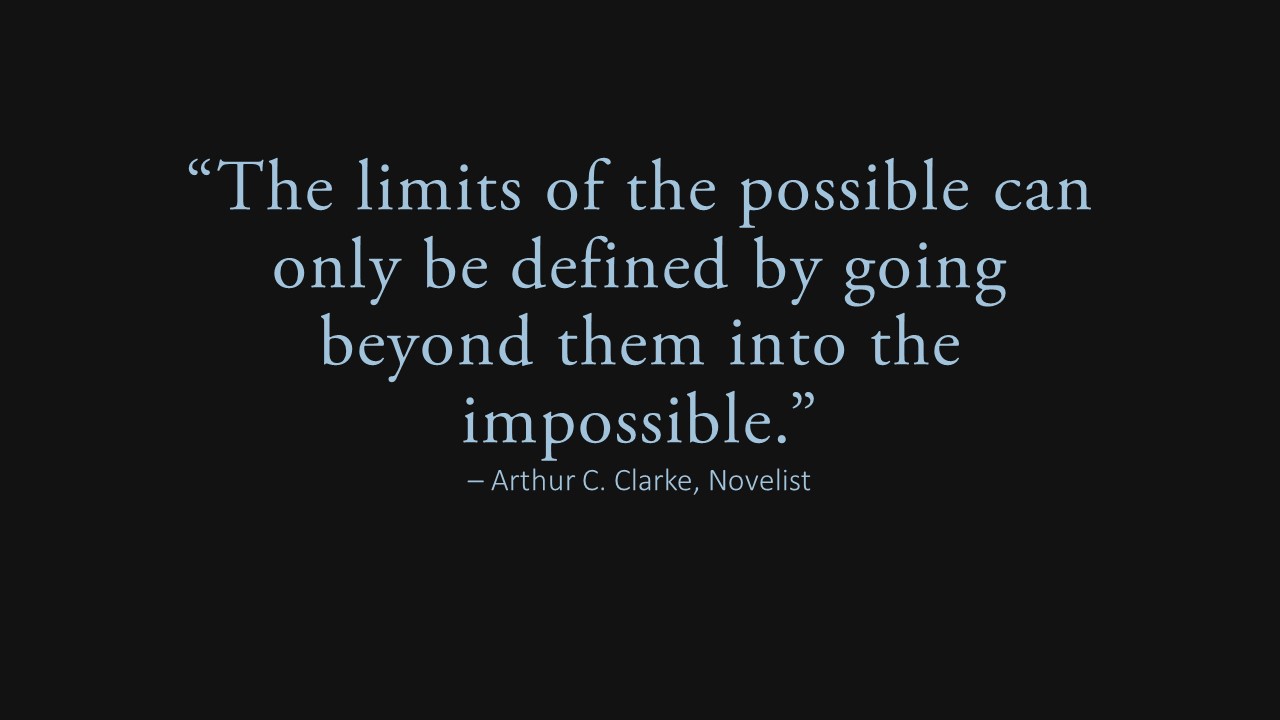 “The limits of the possible can
only be defined by going
beyond them into the
impossible.”
– Arthur C. Clarke, Novelist